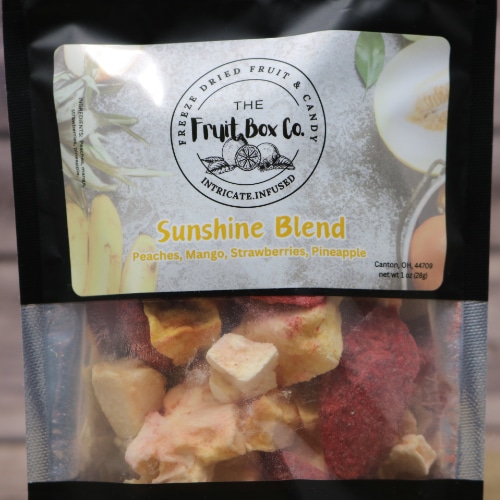 FREEZE DRIED FRUIT & CANDY
THE
Fruit Box Co.
INTRICATE.INFUSED
Sunshine Blend
Peaches, Mango, Strawberries, Pineapple
Canton, OH, 44709
net wt 1 oz (28g)
INGREDIENTS: